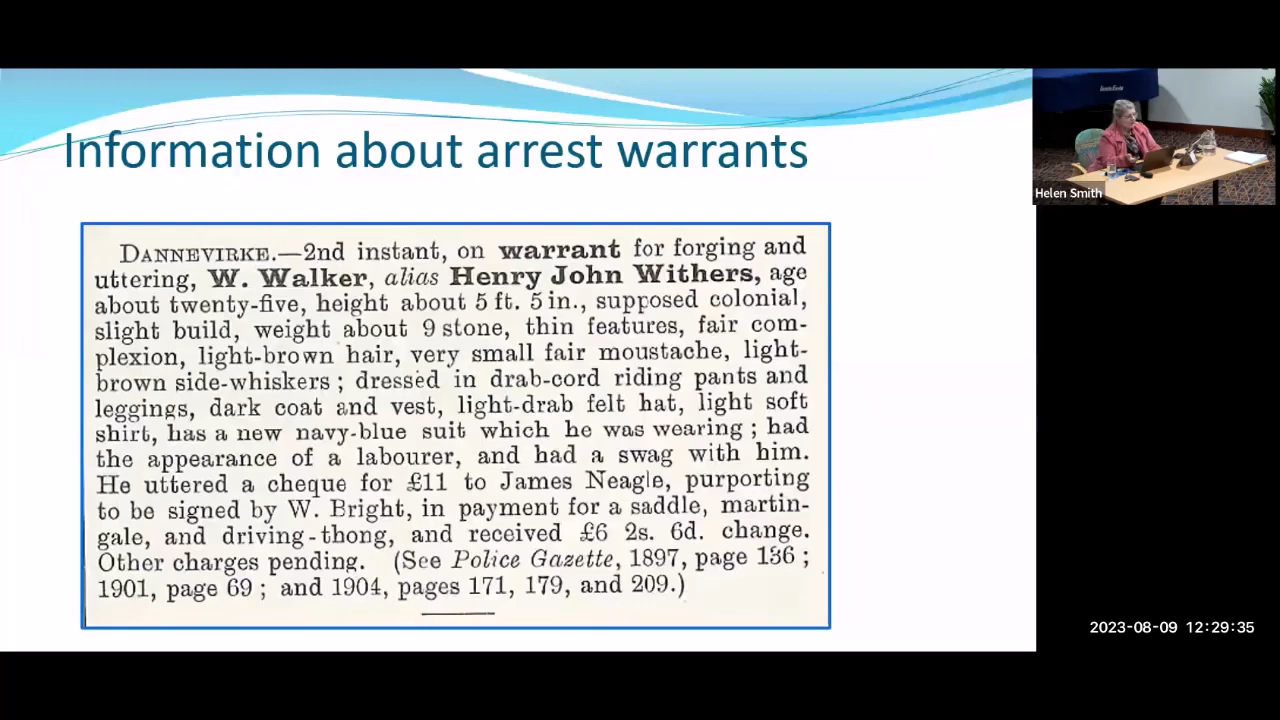 Information about arrest warrants
DANNEVIRKE.—2nd instant, on warrant for forging and
uttering, W. Walker, alias Henry John Withers, age
about twenty-five, height about 5 ft. 5 in., supposed colonial,
slight build, weight about 9 stone, thin features, fair com-
plexion, light-brown hair, very small fair moustache, light-
brown side-whiskers ; dressed in drab-cord riding pants and
leggings, dark coat and vest, light-drab felt hat, light soft
shirt, has a new navy-blue suit which he was wearing ; had
the appearance of a labourer, and had a swag with him.
He uttered a cheque for £11 to James Neagle, purporting
to be signed by W. Bright, in payment for a saddle, martin-
gale, and driving-thong, and received £6 2s. 6d. change.
Other charges pending. (See Police Gazette, 1897, page 136 ;
1901, page 69 ; and 1904, pages 171, 179, and 209.)
Helen Smith
2023-08-09 12:29:35